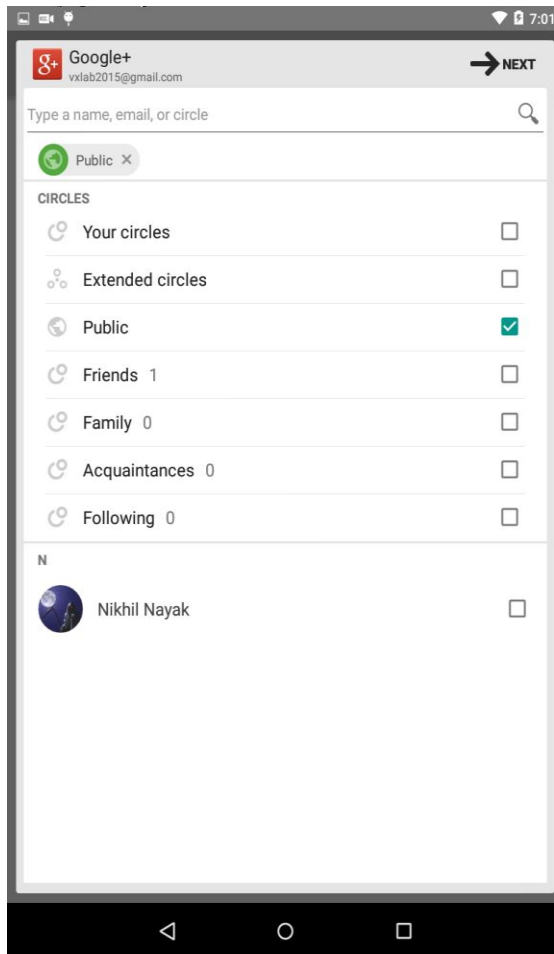 7:01
8+ Google+
vxlab2015@gmail.com
NEXT
Type a name, email, or circle
Public
CIRCLES
Your circles
Extended circles
Public
Friends 1
Family 0
Acquaintances 0
Following 0
N
Nikhil Nayak